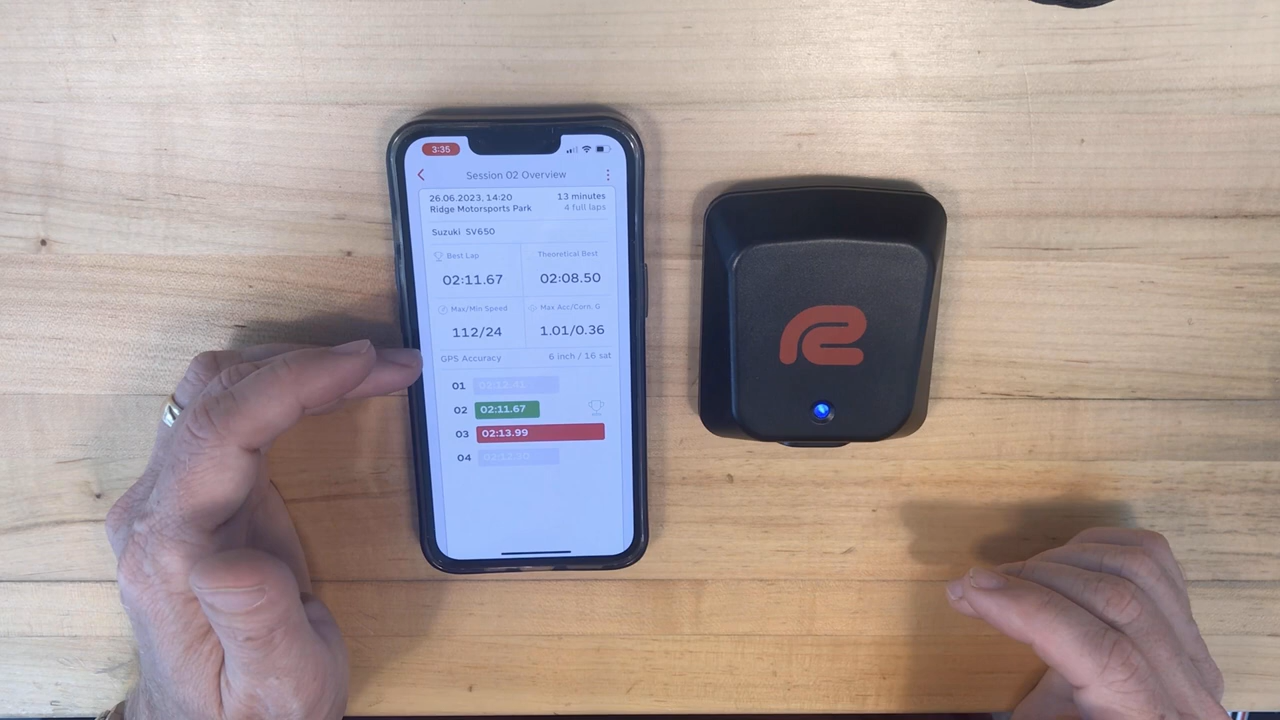 3:35
Session 02 Overview
26.06.2023, 14:20 13 minutes
Ridge Motorsports Park 4 full laps
Suzuki SV650
Best Lap Theoretical Best
02:11.67 02:08.50
Max/Min Speed Max Acc/Corn. G
112/24 1.01/0.36
GPS Accuracy 6 inch / 16 sat
01
02 02:11.67
03 02:13.99
04